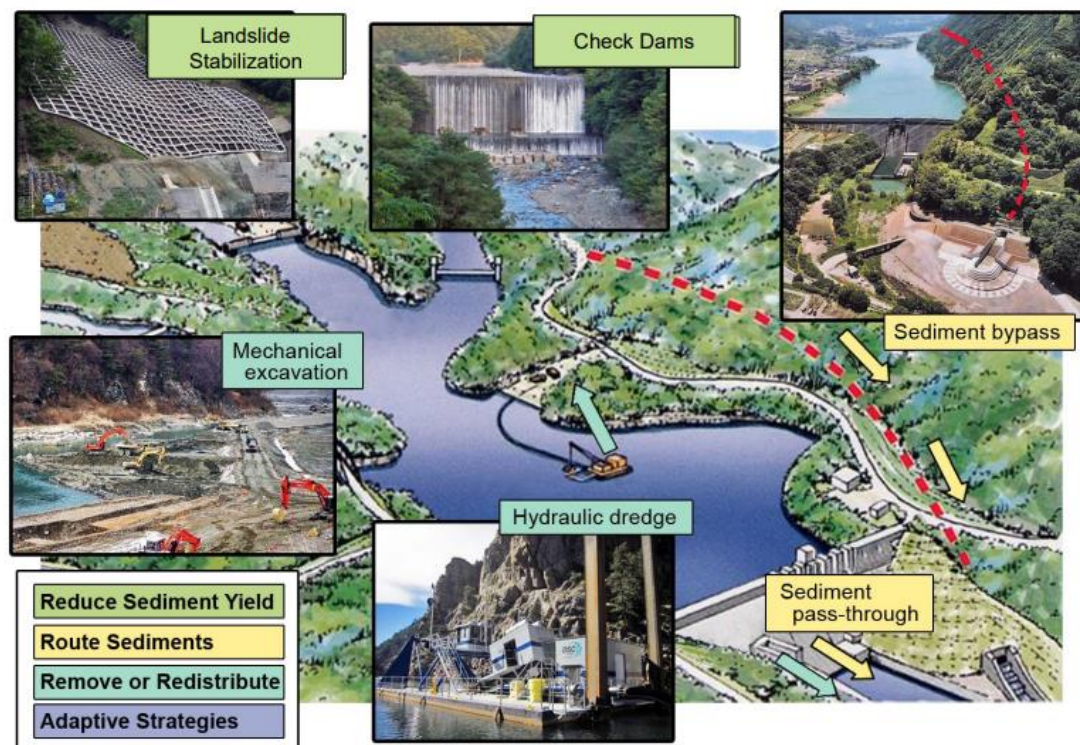 Landslide
Stabilization
Check Dams
Sediment bypass
Mechanical
excavation
Hydraulic dredge
Sediment
pass-through
Reduce Sediment Yield
Route Sediments
Remove or Redistribute
Adaptive Strategies